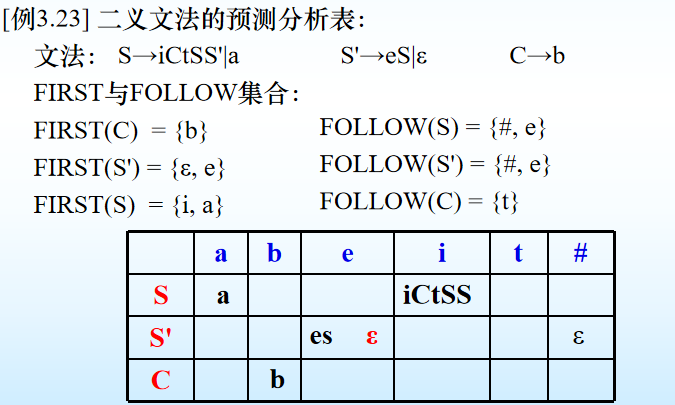 [例3.23] 二义文法的预测分析表：
文法： S→iCtSS'|a S'→eS|ε C→b
FIRST与FOLLOW集合：
FIRST(C) = {b} FOLLOW(S) = {#, e}
FIRST(S') = {ε, e} FOLLOW(S') = {#, e}
FIRST(S) = {i, a} FOLLOW(C) = {t}
a b e i t #
S a iCtSS
S' es ε ε
C b